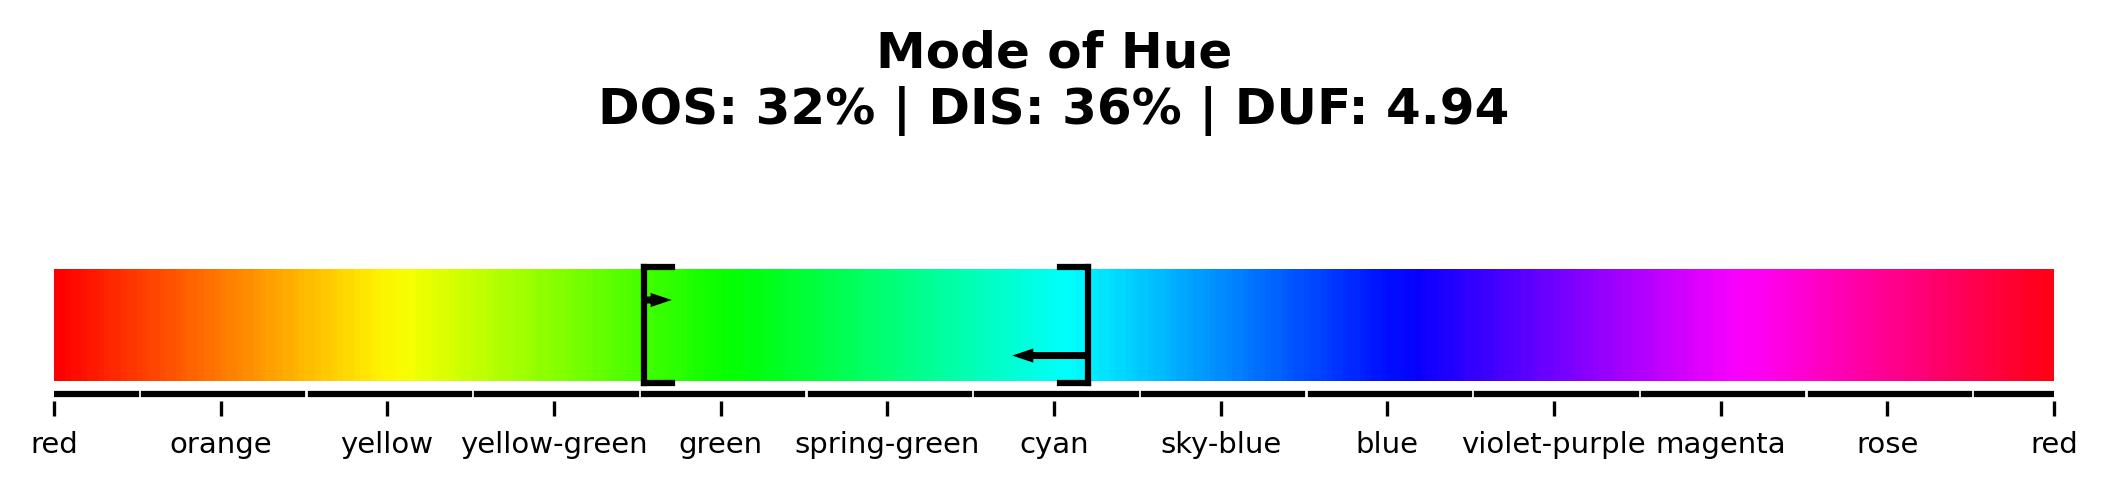 Mode of Hue
DOS: 32% | DIS: 36% | DUF: 4.94
red orange yellow yellow-green green spring-green cyan sky-blue blue violet-purple magenta rose red